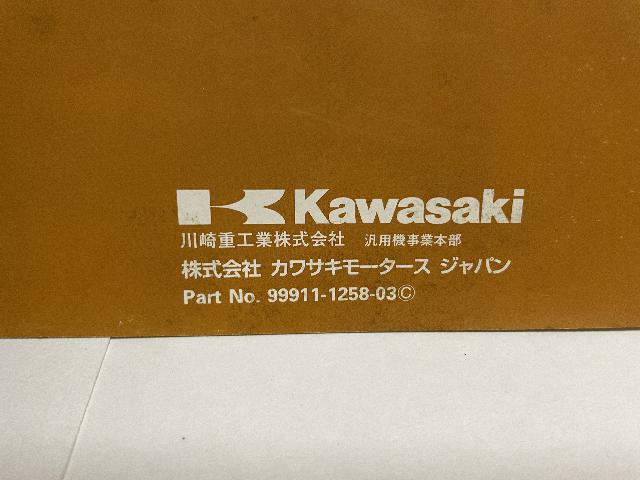 Kawasaki
川崎重工業株式会社 汎用機事業本部
株式会社 カワサキモータース ジャパン
Part No. 99911-1258-03©